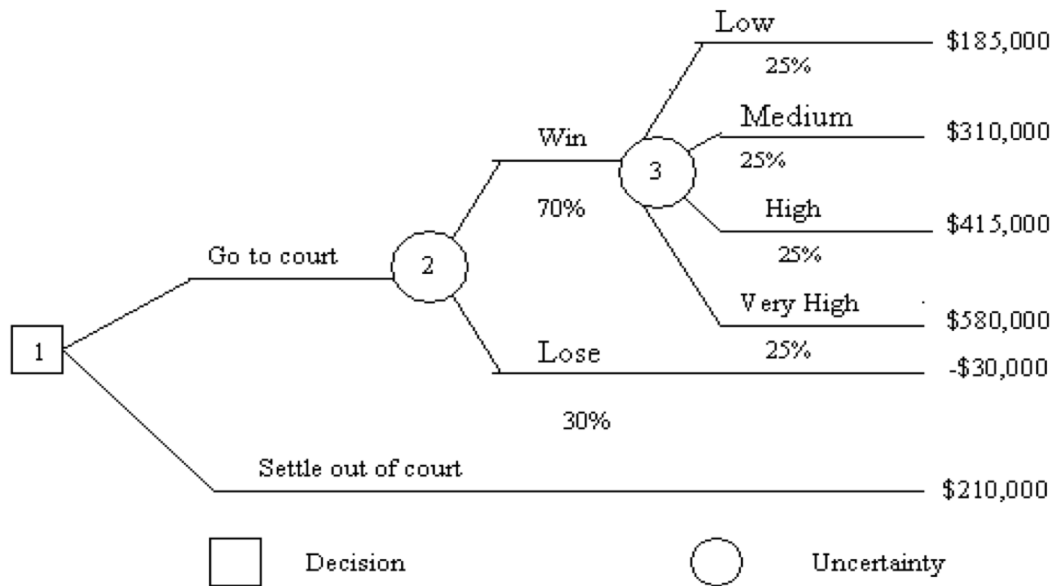 Low
$185,000
25%
Medium
$310,000
Win
25%
3
70%
High
$415,000
25%
Go to court
2
Very High
$580,000
1
Lose
25%
-$30,000
30%
Settle out of court
$210,000
Decision
Uncertainty